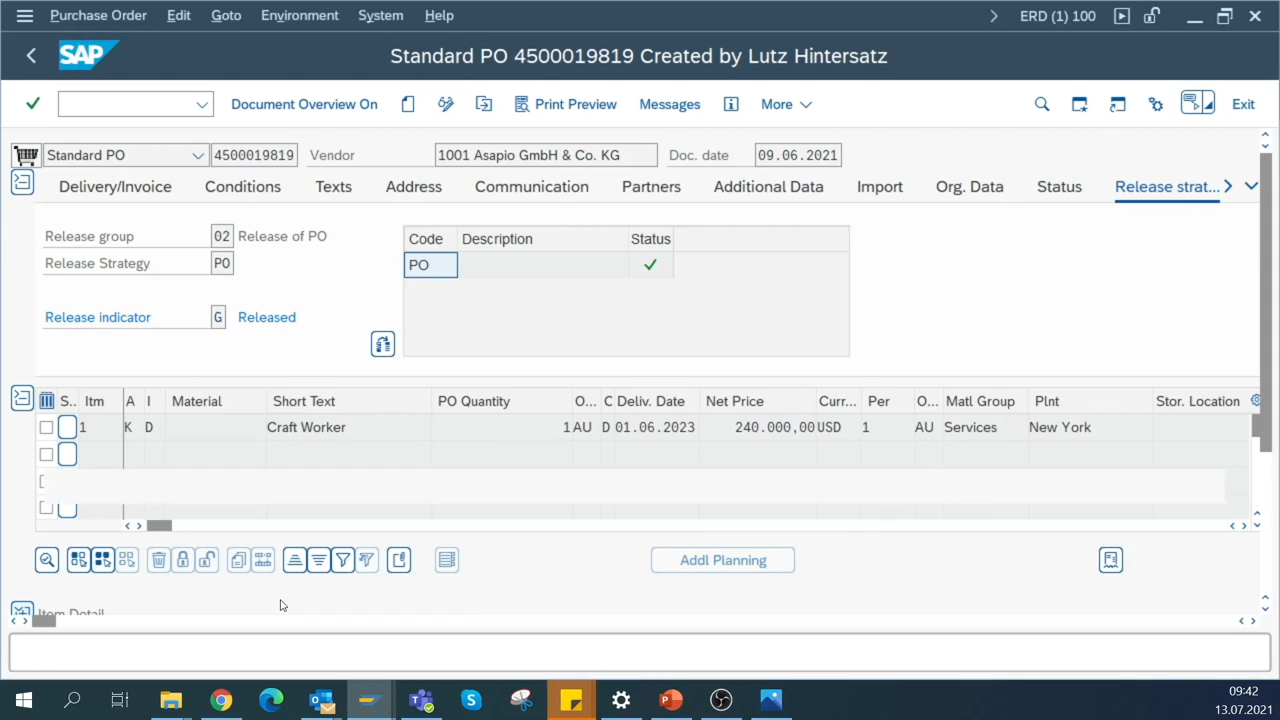 Purchase Order Edit Goto Environment System Help ERD (1) 100
SAP Standard PO 4500019819 Created by Lutz Hintersatz
Document Overview On Print Preview Messages More Exit
Standard PO 4500019819 Vendor 1001 Asapio GmbH & Co. KG Doc. date 09.06.2021
Delivery/Invoice Conditions Texts Address Communication Partners Additional Data Import Org. Data Status Release strat...
Release group 02 Release of PO
Code Description Status
Release Strategy PO
PO
Release indicator G Released
S.. Itm A I Material Short Text PO Quantity O... C Deliv. Date Net Price Curr... Per O... Matl Group Plnt Stor. Location
1 K D Craft Worker 1 AU D 01.06.2023 240.000,00 USD 1 AU Services New York
Addl Planning
Item Detail
09:42
13.07.2021